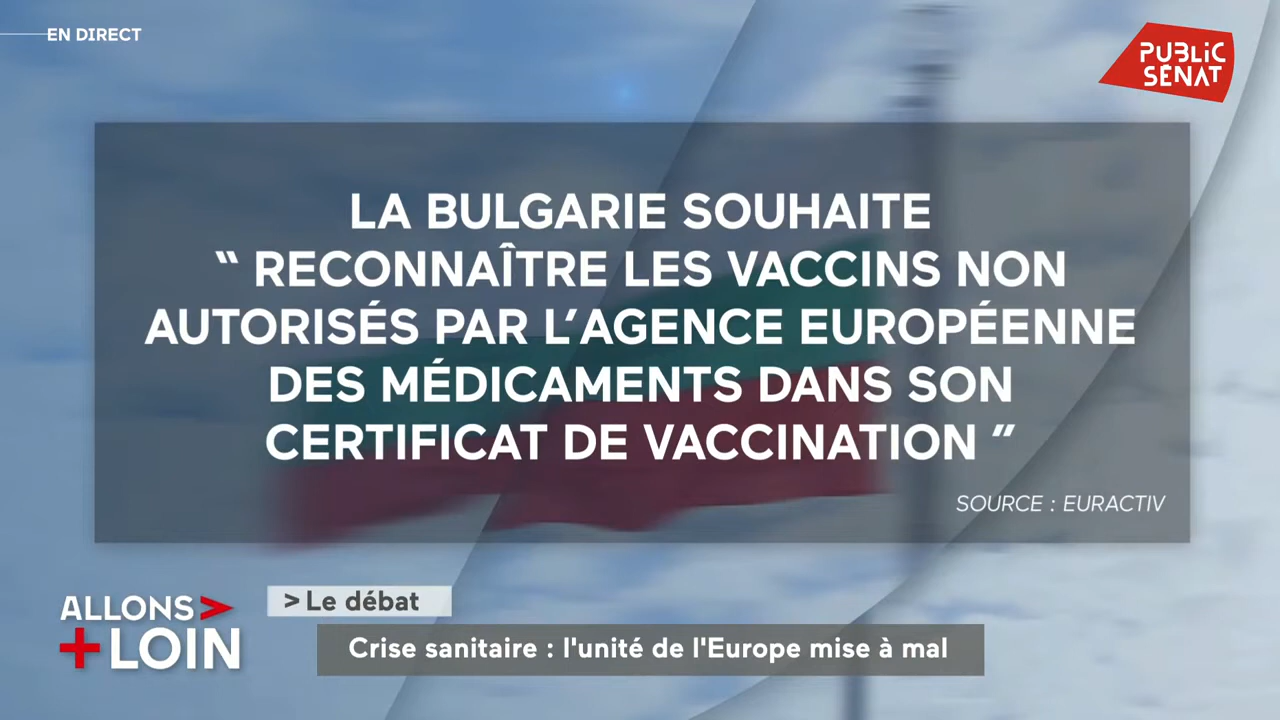 EN DIRECT
PUBLIC
SÉNAT
LA BULGARIE SOUHAITE
“ RECONNAÎTRE LES VACCINS NON
AUTORISÉS PAR L’AGENCE EUROPÉENNE
DES MÉDICAMENTS DANS SON
CERTIFICAT DE VACCINATION ”
SOURCE : EURACTIV
ALLONS >
+ LOIN
> Le débat
Crise sanitaire : l'unité de l'Europe mise à mal